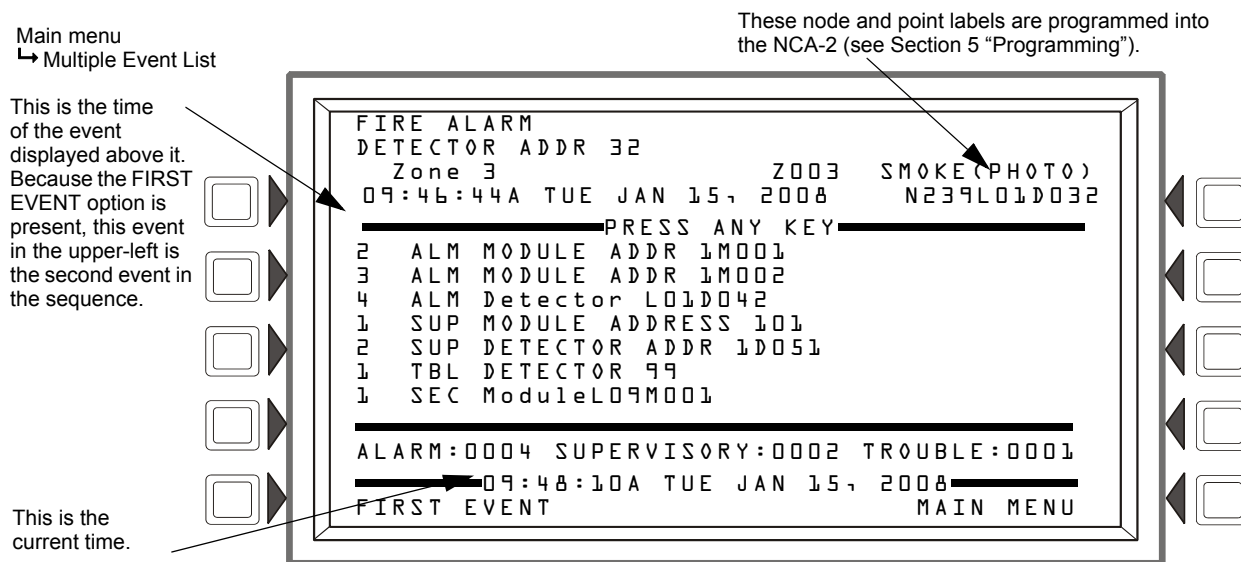 Main menu
Multiple Event List
These node and point labels are programmed into
the NCA-2 (see Section 5 “Programming”).
This is the time
of the event
displayed above it.
Because the FIRST
EVENT option is
present, this event
in the upper-left is
the second event in
the sequence.
FIRE ALARM
DETECTOR ADDR 32
Zone 3 Z003 SMOKE(PHOTO)
09:46:44A TUE JAN 15, 2008 N239L01D032
PRESS ANY KEY
2 ALM MODULE ADDR 1M001
3 ALM MODULE ADDR 1M002
4 ALM Detector L01D042
1 SUP MODULE ADDRESS 101
2 SUP DETECTOR ADDR 1D051
1 TBL DETECTOR 99
1 SEC ModuleL09M001
ALARM:0004 SUPERVISORY:0002 TROUBLE:0001
09:48:10A TUE JAN 15, 2008
FIRST EVENT MAIN MENU
This is the
current time.